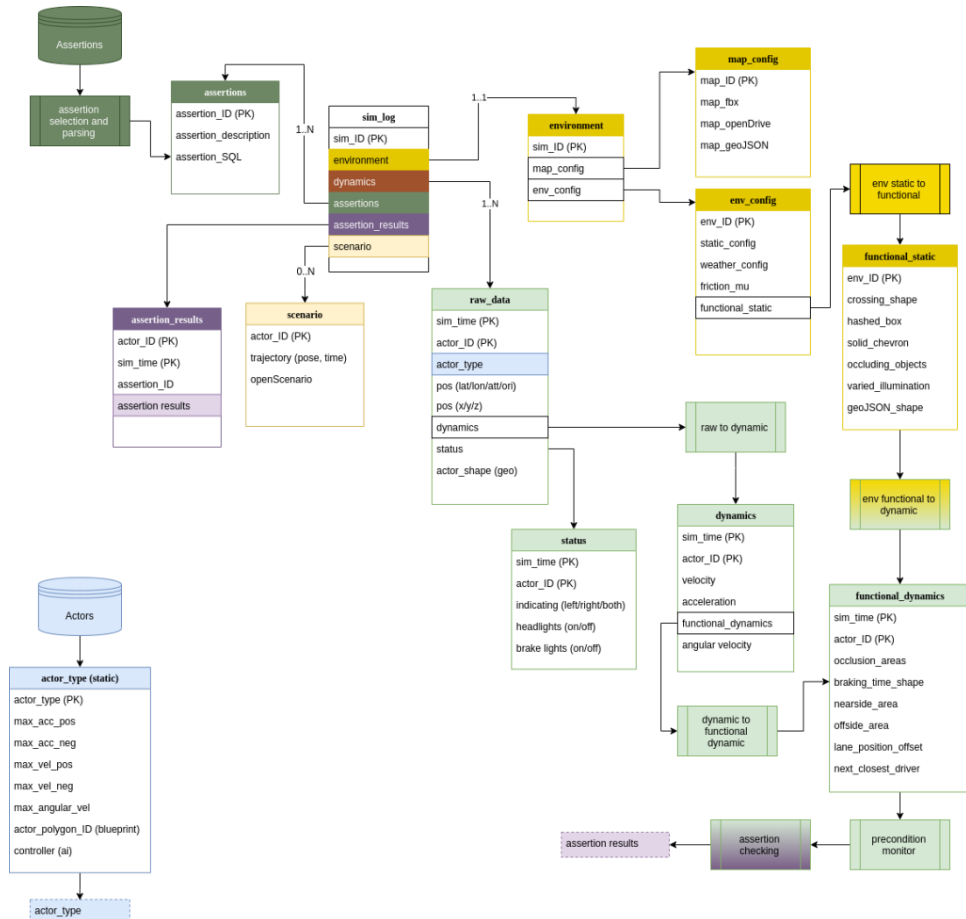 Assertions
assertion
selection and
parsing
assertions
assertion_ID (PK)
assertion_description
assertion_SQL
1..N
sim_log
sim_ID (PK)
environment
dynamics
assertions
assertion_results
scenario
1..1
1..N
0..N
environment
sim_ID (PK)
map_config
env_config
map_config
map_ID (PK)
map_fbx
map_openDrive
map_geoJSON
env_config
env_ID (PK)
static_config
weather_config
friction_mu
functional_static
env static to
functional
functional_static
env_ID (PK)
crossing_shape
hashed_box
solid_chevron
occluding_objects
varied_illumination
geoJSON_shape
assertion_results
actor_ID (PK)
sim_time (PK)
assertion_ID
assertion results
scenario
actor_ID (PK)
trajectory (pose, time)
openScenario
raw_data
sim_time (PK)
actor_ID (PK)
actor_type
pos (lat/lon/att/ori)
pos (x/y/z)
dynamics
status
actor_shape (geo)
raw to dynamic
env functional to
dynamic
status
sim_time (PK)
actor_ID (PK)
indicating (left/right/both)
headlights (on/off)
brake lights (on/off)
dynamics
sim_time (PK)
actor_ID (PK)
velocity
acceleration
functional_dynamics
angular velocity
functional_dynamics
sim_time (PK)
actor_ID (PK)
occlusion_areas
braking_time_shape
nearside_area
offside_area
lane_position_offset
next_closest_driver
dynamic to
functional
dynamic
Actors
actor_type (static)
actor_type (PK)
max_acc_pos
max_acc_neg
max_vel_pos
max_vel_neg
max_angular_vel
actor_polygon_ID (blueprint)
controller (ai)
actor_type
assertion results
assertion
checking
precondition
monitor